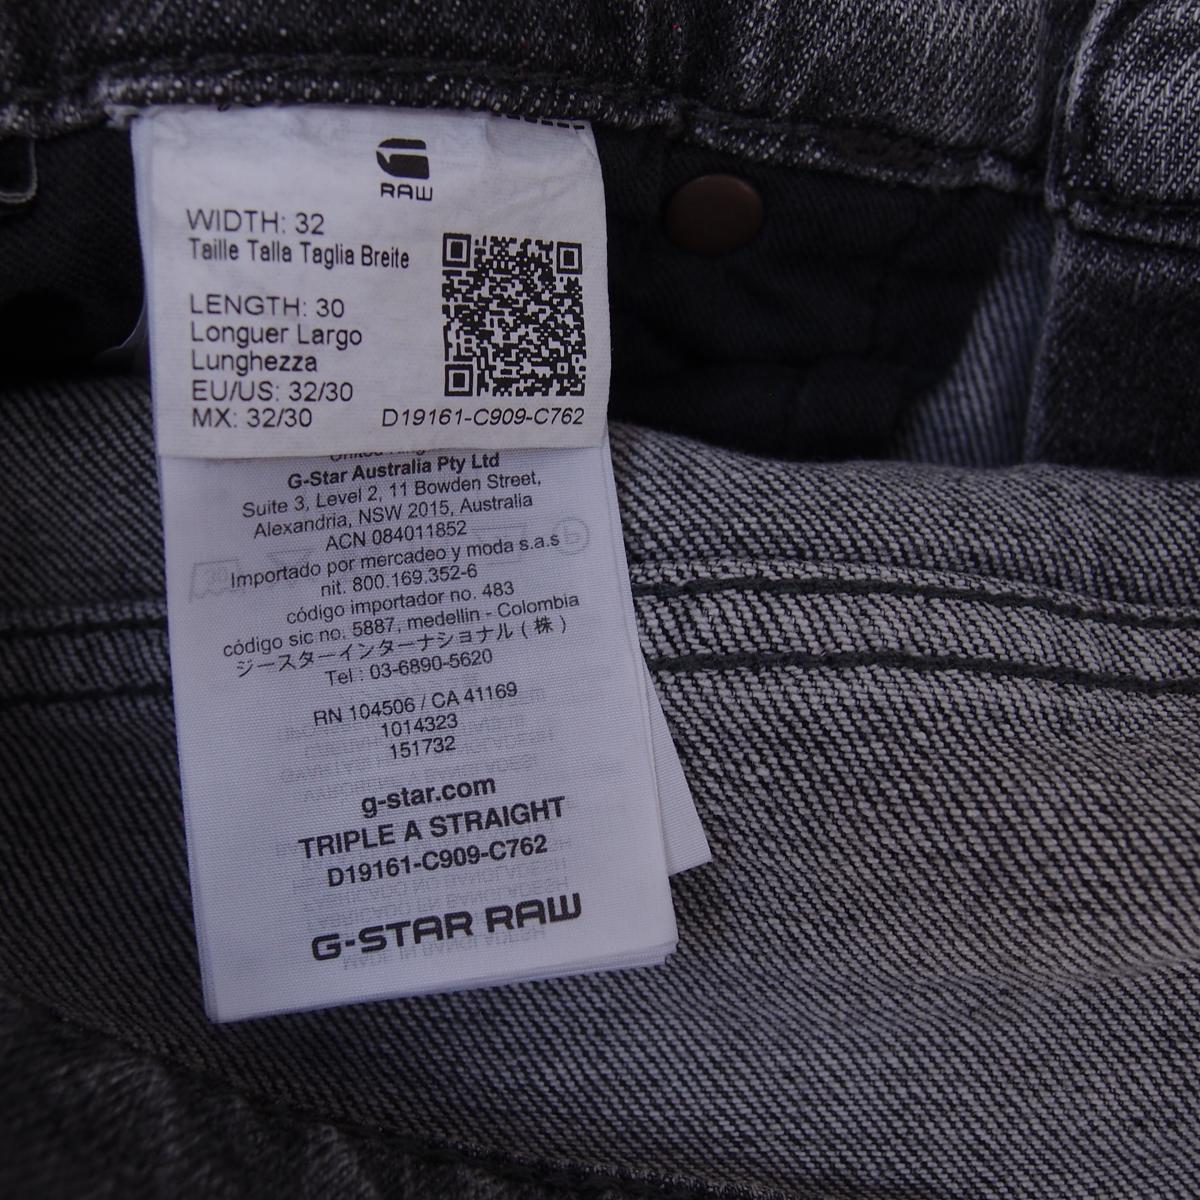 RAW
WIDTH: 32
Taille Talla Taglia Breite
LENGTH: 30
Longuer Largo
Lunghezza
EU/US: 32/30
MX: 32/30
D19161-C909-C762
G-Star Australia Pty Ltd
Suite 3, Level 2, 11 Bowden Street,
Alexandria, NSW 2015, Australia
ACN 084011852
Importado por mercadeo y moda s.a.s
nit. 800.169.352-6
código importador no. 483
código sic no. 5887, medellin - Colombia
ジースターインターナショナル(株)
Tel : 03-6890-5620
RN 104506 / CA 41169
1014323
151732
g-star.com
TRIPLE A STRAIGHT
D19161-C909-C762
G-STAR RAW